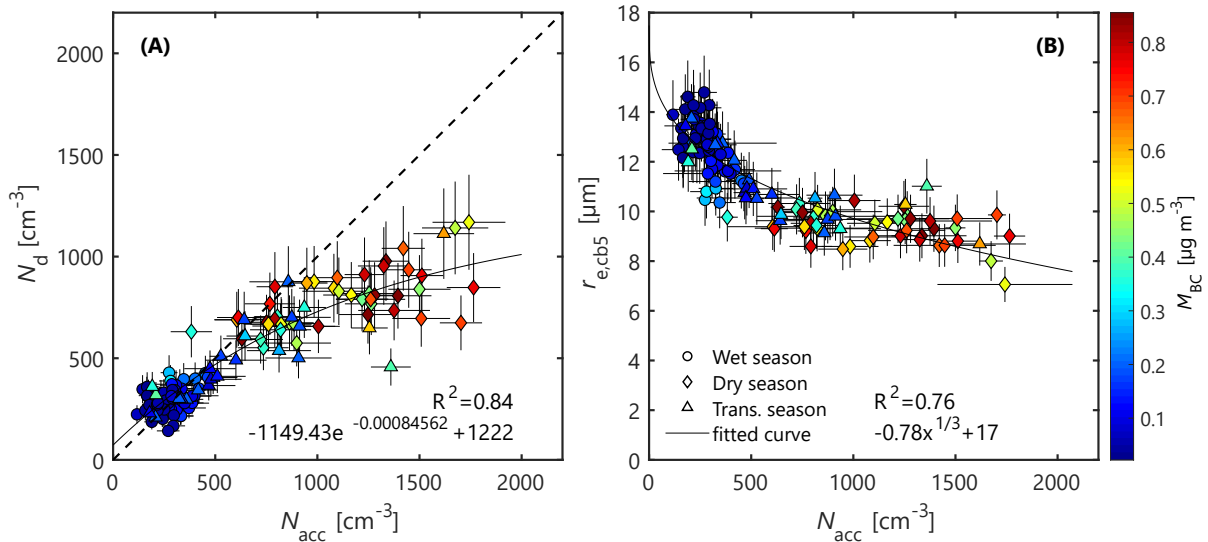 (A)
2000
1500
1000
500
0
N_d [cm^-3]
0 500 1000 1500 2000
N_acc [cm^-3]
R²=0.84
-1149.43e^-0.00084562+1222
(B)
18
16
14
12
10
8
6
4
2
0
r_e,cb5 [µm]
Wet season
Dry season
Trans. season
fitted curve
R²=0.76
-0.78x^1/3+17
0 500 1000 1500 2000
N_acc [cm^-3]
0.8
0.7
0.6
0.5
0.4
0.3
0.2
0.1
M_BC [µg m^-3]